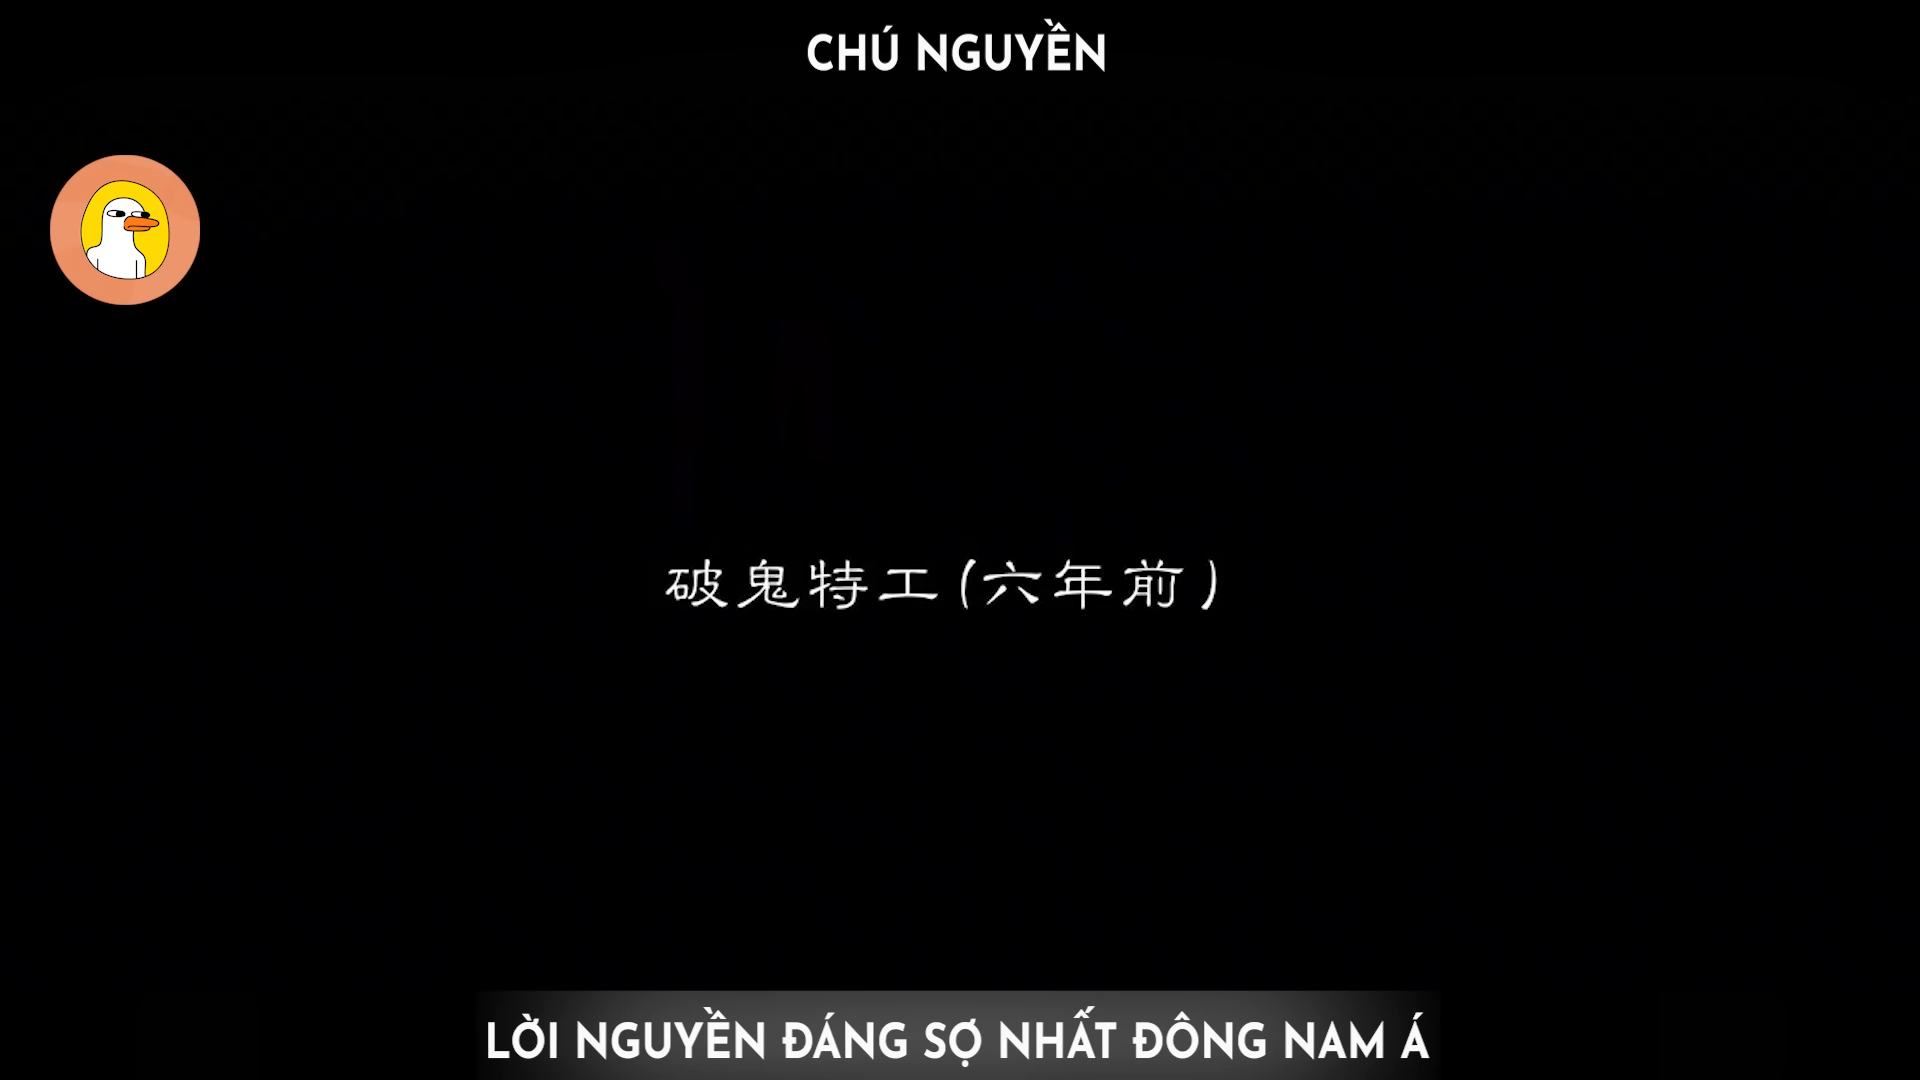 CHÚ NGUYỀN
破鬼特工(六年前)
LỜI NGUYỀN ĐÁNG SỢ NHẤT ĐÔNG NAM Á